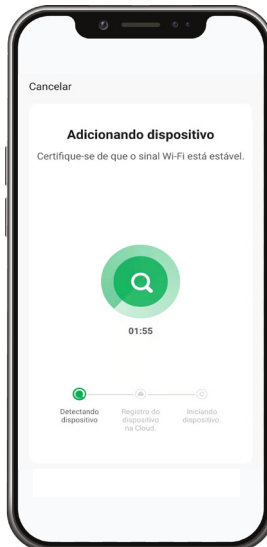 Cancelar
Adicionando dispositivo
Certifique-se de que o sinal Wi-Fi está estável.
01:55
Detectando
dispositivo
Registro do
dispositivo
na Cloud.
Iniciando
dispositivo.